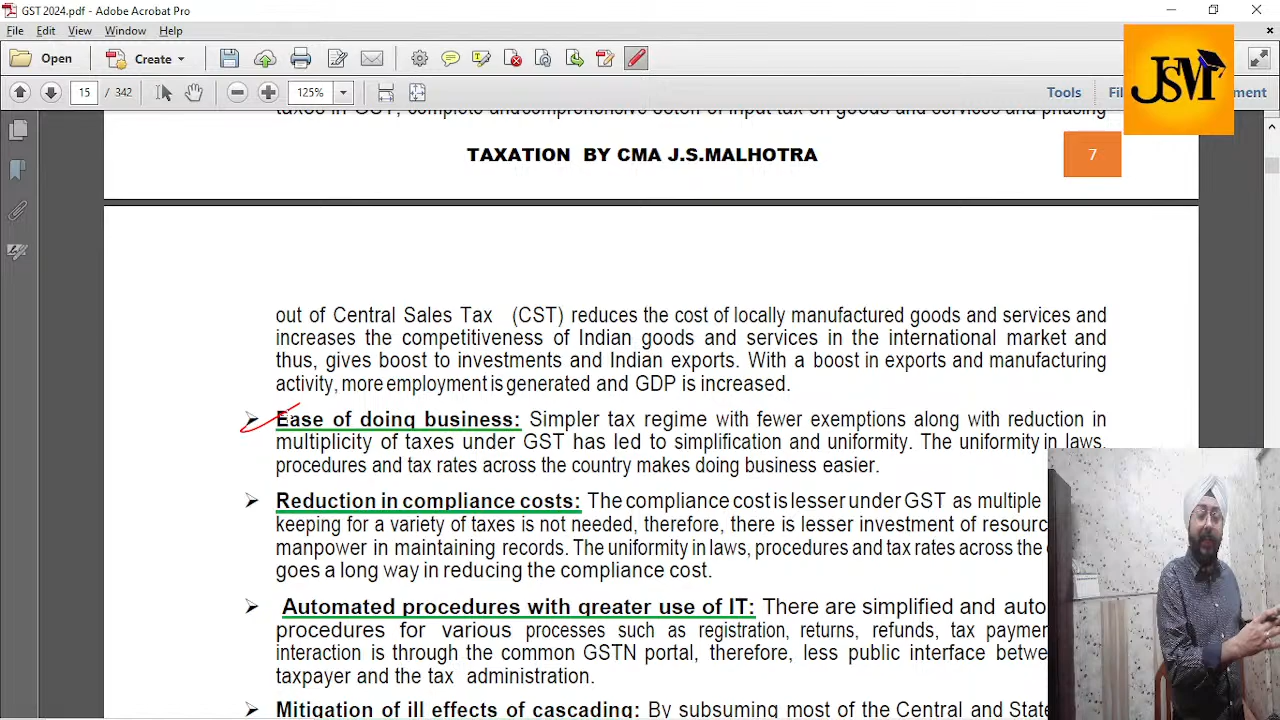 GST 2024.pdf - Adobe Acrobat Pro
File Edit View Window Help
Open Create
15 / 342 125% Tools ment
JSM
TAXATION BY CMA J.S.MALHOTRA
7
out of Central Sales Tax (CST) reduces the cost of locally manufactured goods and services and
increases the competitiveness of Indian goods and services in the international market and
thus, gives boost to investments and Indian exports. With a boost in exports and manufacturing
activity, more employment is generated and GDP is increased.
➢ Ease of doing business: Simpler tax regime with fewer exemptions along with reduction in
multiplicity of taxes under GST has led to simplification and uniformity. The uniformity in laws,
procedures and tax rates across the country makes doing business easier.
➢ Reduction in compliance costs: The compliance cost is lesser under GST as multiple
keeping for a variety of taxes is not needed, therefore, there is lesser investment of resourc
manpower in maintaining records. The uniformity in laws, procedures and tax rates across the
goes a long way in reducing the compliance cost.
➢ Automated procedures with greater use of IT: There are simplified and auto
procedures for various processes such as registration, returns, refunds, tax paymen
interaction is through the common GSTN portal, therefore, less public interface betwe
taxpayer and the tax administration.
➢ Mitigation of ill effects of cascading: By subsuming most of the Central and State